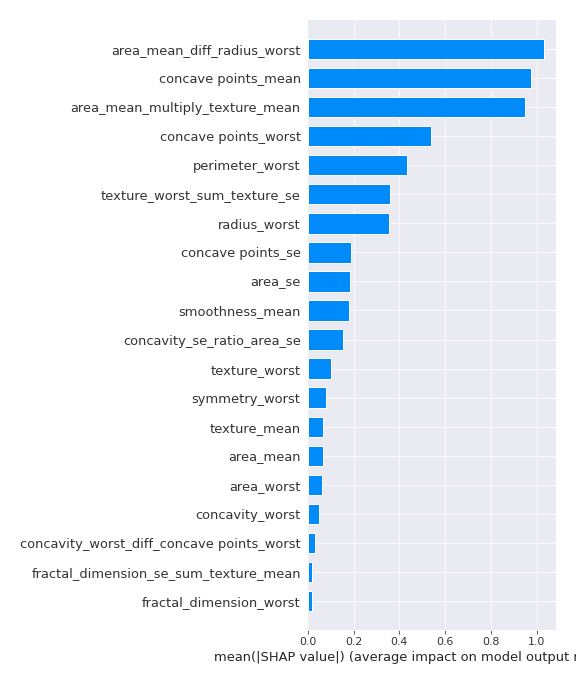 area_mean_diff_radius_worst
concave points_mean
area_mean_multiply_texture_mean
concave points_worst
perimeter_worst
texture_worst_sum_texture_se
radius_worst
concave points_se
area_se
smoothness_mean
concavity_se_ratio_area_se
texture_worst
symmetry_worst
texture_mean
area_mean
area_worst
concavity_worst
concavity_worst_diff_concave points_worst
fractal_dimension_se_sum_texture_mean
fractal_dimension_worst
0.0 0.2 0.4 0.6 0.8 1.0
mean(|SHAP value|) (average impact on model output